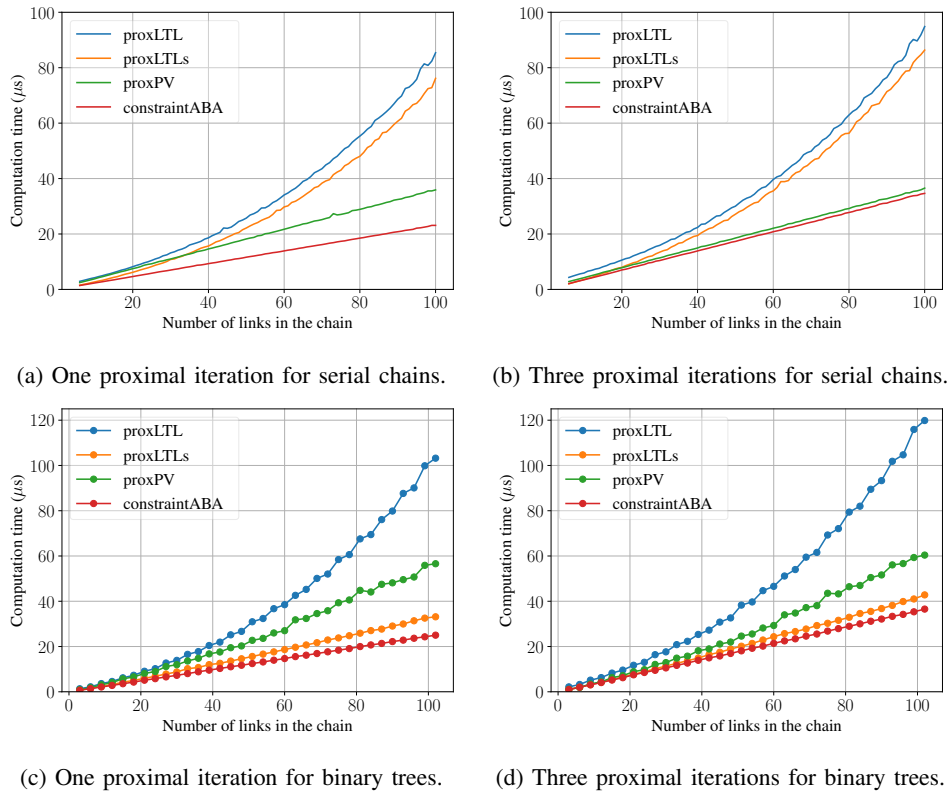 proxLTL
proxLTLs
proxPV
constraintABA
Computation time (μs)
0
20
40
60
80
100
20
40
60
80
100
Number of links in the chain
(a) One proximal iteration for serial chains.
proxLTL
proxLTLs
proxPV
constraintABA
Computation time (μs)
0
20
40
60
80
20
40
60
80
100
Number of links in the chain
(b) Three proximal iterations for serial chains.
proxLTL
proxLTLs
proxPV
constraintABA
Computation time (μs)
0
20
40
60
80
100
120
0
20
40
60
80
100
Number of links in the chain
(c) One proximal iteration for binary trees.
proxLTL
proxLTLs
proxPV
constraintABA
Computation time (μs)
0
20
40
60
80
100
120
0
20
40
60
80
100
Number of links in the chain
(d) Three proximal iterations for binary trees.